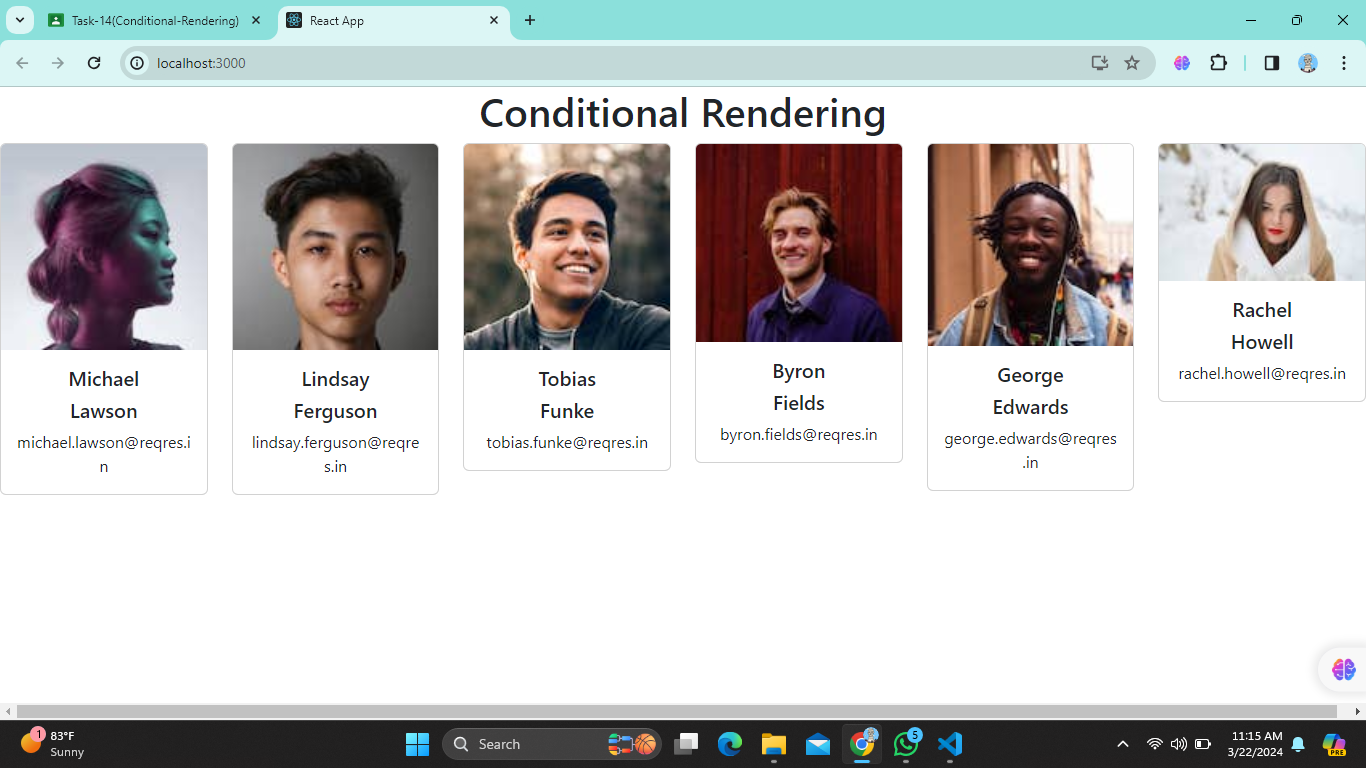 Task-14(Conditional-Rendering)
React App
localhost:3000
Conditional Rendering
Michael
Lawson
michael.lawson@reqres.i
n
Lindsay
Ferguson
lindsay.ferguson@reqre
s.in
Tobias
Funke
tobias.funke@reqres.in
Byron
Fields
byron.fields@reqres.in
George
Edwards
george.edwards@reqres
.in
Rachel
Howell
rachel.howell@reqres.in
1
83°F
Sunny
Search
5
11:15 AM
3/22/2024
PRE